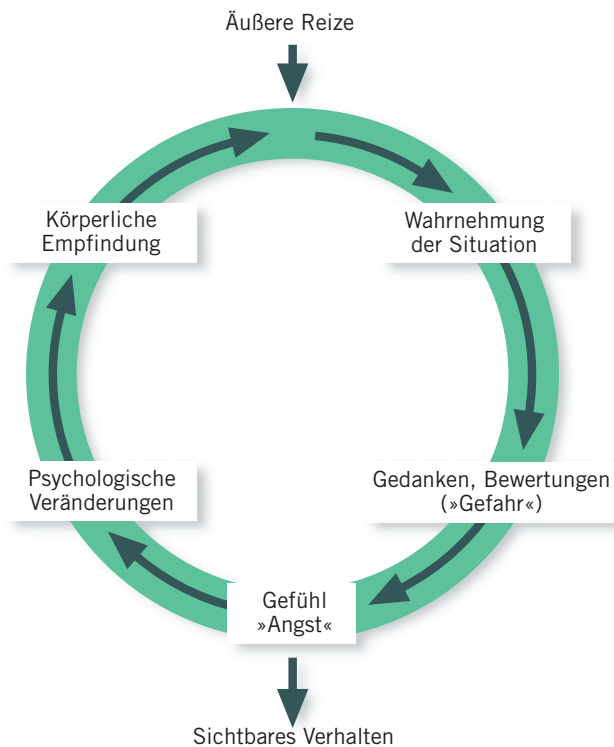 Äußere Reize
Körperliche
Empfindung
Wahrnehmung
der Situation
Psychologische
Veränderungen
Gedanken, Bewertungen
(»Gefahr«)
Gefühl
»Angst«
Sichtbares Verhalten